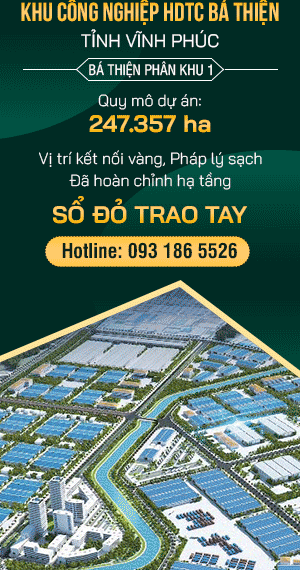 KHU CÔNG NGHIỆP HDTC BÁ THIỆN
TỈNH VĨNH PHÚC
BÁ THIỆN PHÂN KHU 1
Quy mô dự án:
247.357 ha
Vị trí kết nối vàng, Pháp lý sạch
Đã hoàn chỉnh hạ tầng
SỔ ĐỎ TRAO TAY
Hotline: 093 186 5526